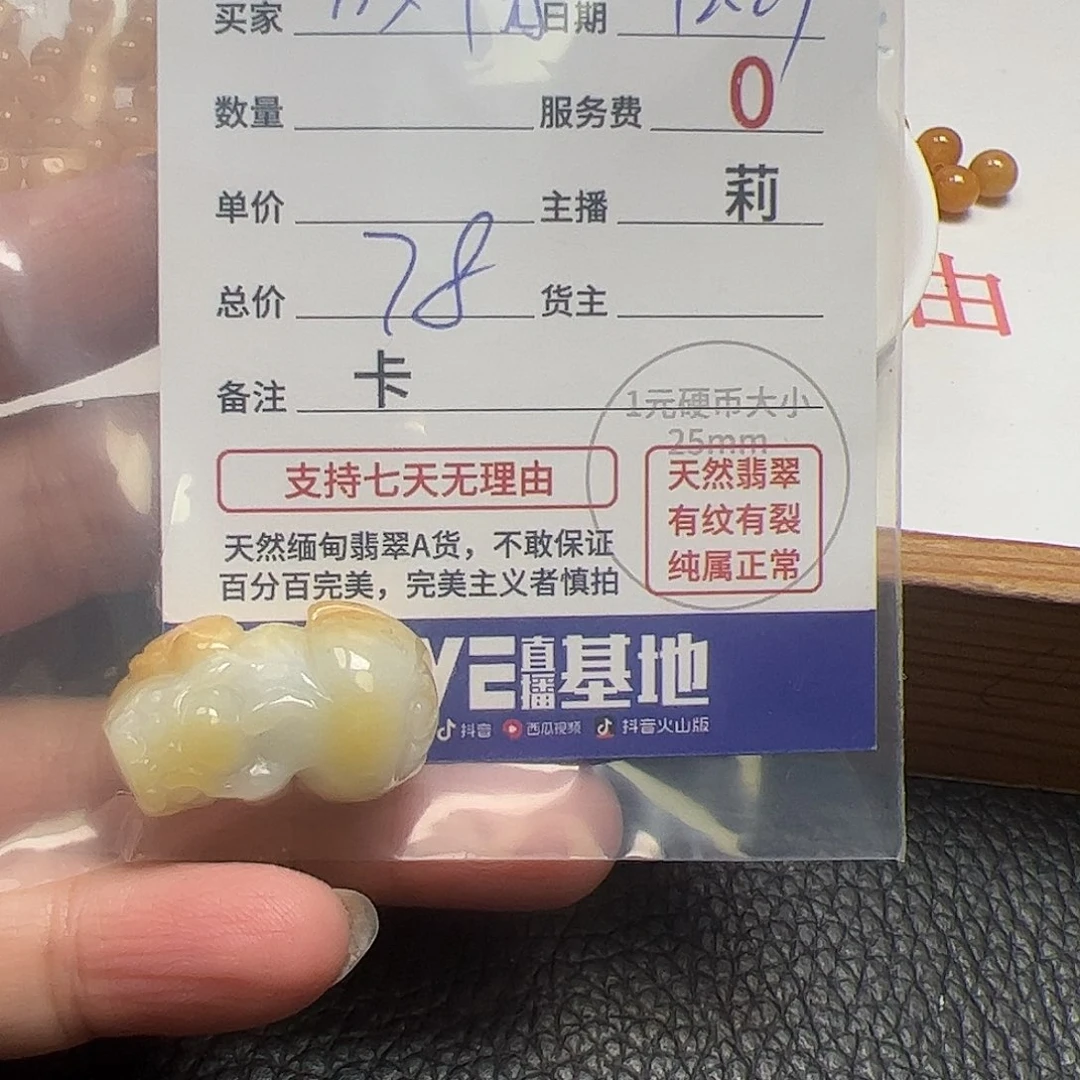 买家 日期
数量 服务费 0
单价 主播 莉
总价 78 货主
备注 卡
1元硬币大小
25mm
支持七天无理由
天然翡翠
有纹有裂
纯属正常
天然缅甸翡翠A货，不敢保证
百分百完美，完美主义者慎拍
YE直播基地
抖音 西瓜视频 抖音火山版
由